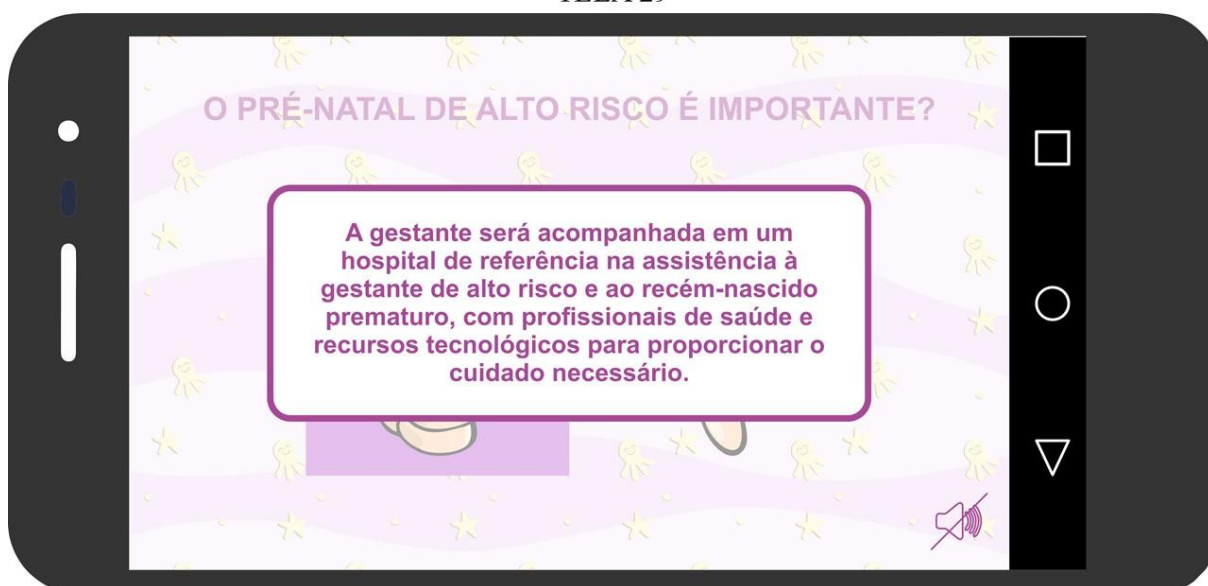 O PRÉ-NATAL DE ALTO RISCO É IMPORTANTE?
A gestante será acompanhada em um
hospital de referência na assistência à
gestante de alto risco e ao recém-nascido
prematuro, com profissionais de saúde e
recursos tecnológicos para proporcionar o
cuidado necessário.